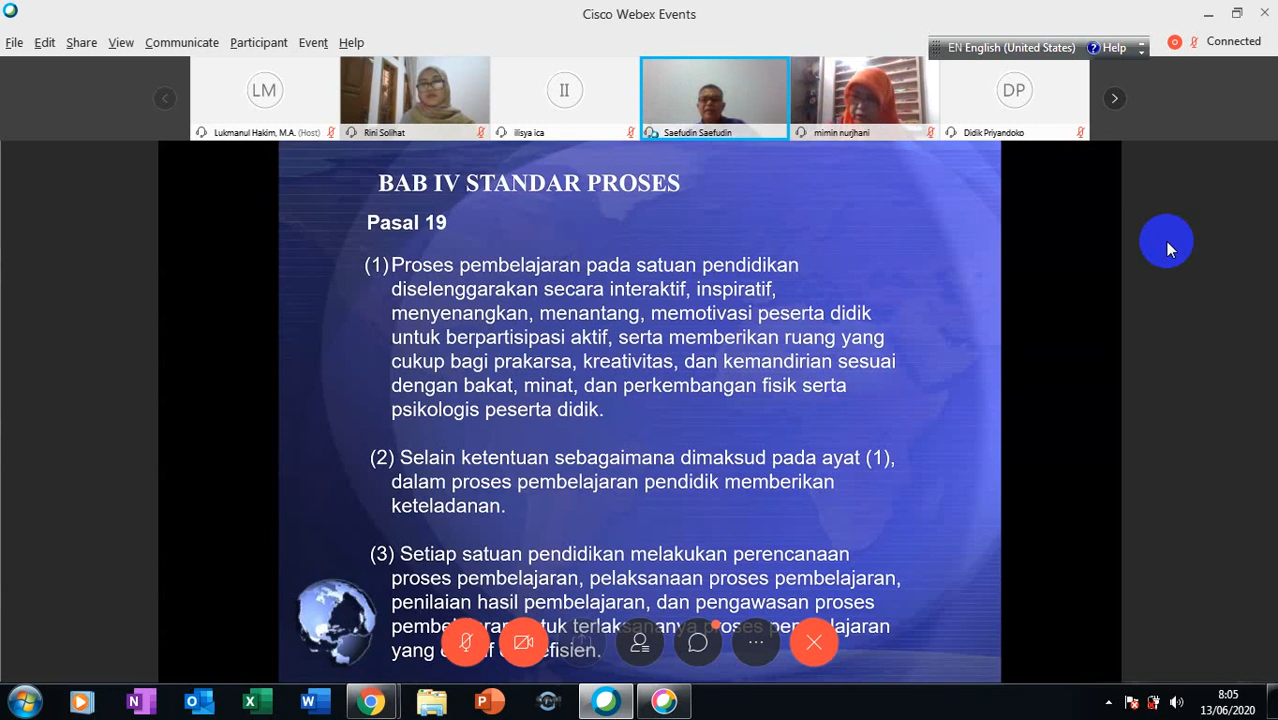 Cisco Webex Events
File Edit Share View Communicate Participant Event Help
EN English (United States) Help
Connected
LM
II
DP
Lukmanul Hakim, M.A. (Host)
Rini Solihat
ilisya ica
Saefudin Saefudin
mimin nurjhani
Didik Priyandoko
BAB IV STANDAR PROSES
Pasal 19
(1) Proses pembelajaran pada satuan pendidikan
diselenggarakan secara interaktif, inspiratif,
menyenangkan, menantang, memotivasi peserta didik
untuk berpartisipasi aktif, serta memberikan ruang yang
cukup bagi prakarsa, kreativitas, dan kemandirian sesuai
dengan bakat, minat, dan perkembangan fisik serta
psikologis peserta didik.
(2) Selain ketentuan sebagaimana dimaksud pada ayat (1),
dalam proses pembelajaran pendidik memberikan
keteladanan.
(3) Setiap satuan pendidikan melakukan perencanaan
proses pembelajaran, pelaksanaan proses pembelajaran,
penilaian hasil pembelajaran, dan pengawasan proses
terlaksananya proses
yang efisien.
8:05
13/06/2020